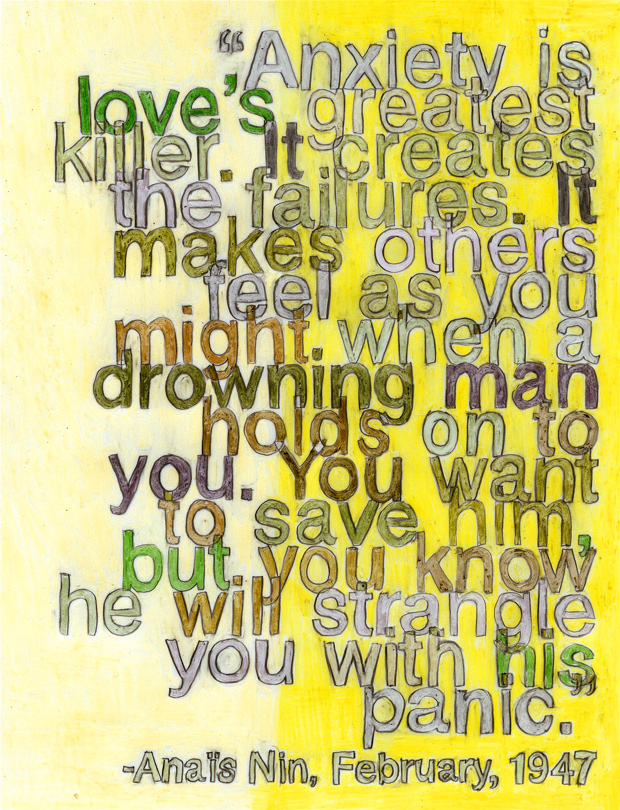 “Anxiety is
love's greatest
killer. It creates
the failures. It
makes others
feel as you
might when a
drowning man
holds on to
you. You want
to save him,
but you know
he will strangle
you with his
panic.”
-Anaïs Nin, February, 1947